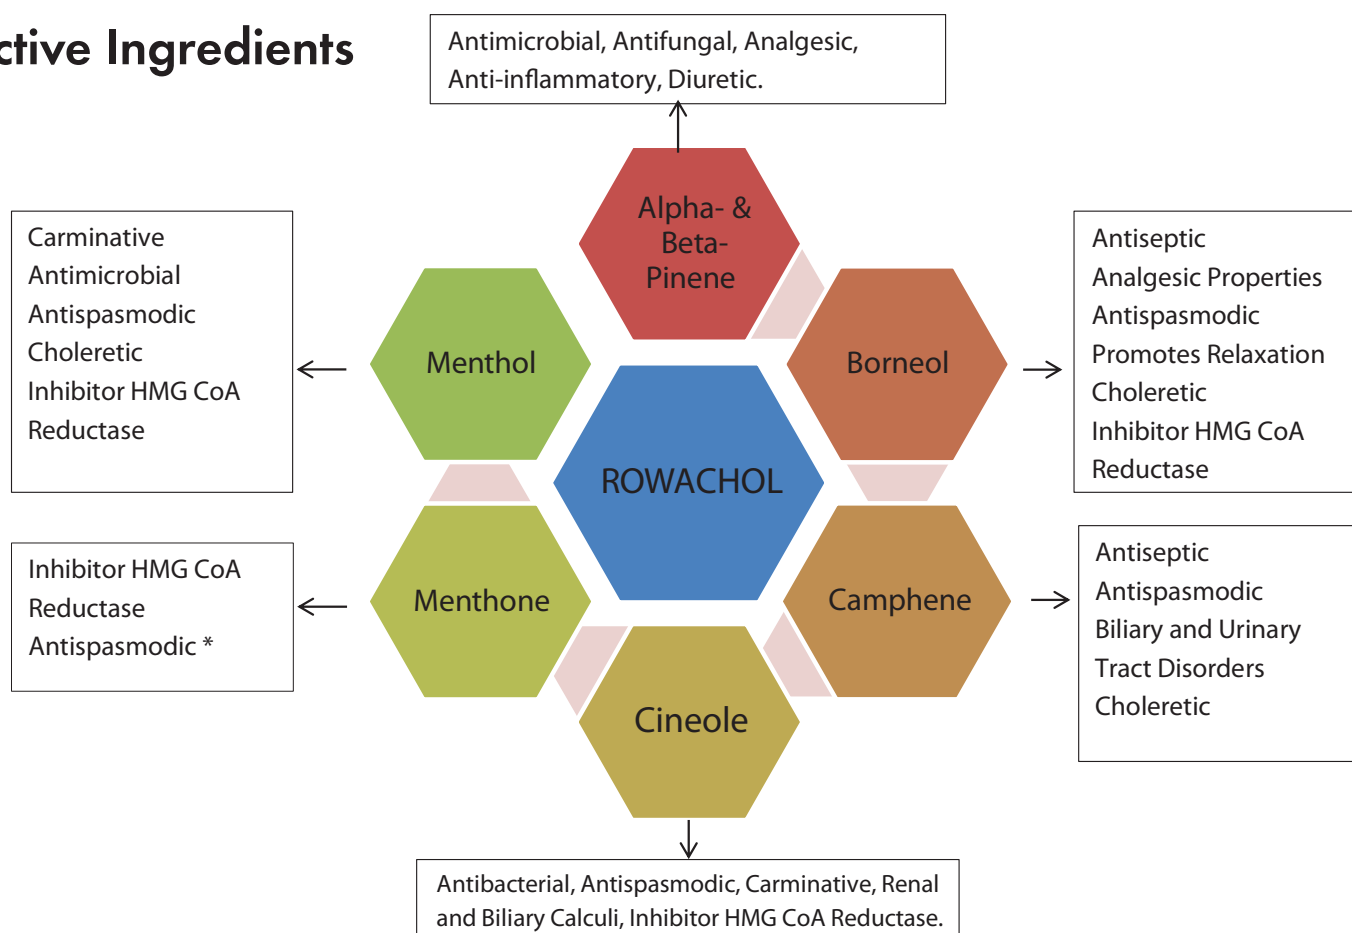 ctive Ingredients
Antimicrobial, Antifungal, Analgesic,
Anti-inflammatory, Diuretic.
Alpha- &
Beta-
Pinene
Carminative
Antimicrobial
Antispasmodic
Choleretic
Inhibitor HMG CoA
Reductase
Menthol
Borneol
Antiseptic
Analgesic Properties
Antispasmodic
Promotes Relaxation
Choleretic
Inhibitor HMG CoA
Reductase
ROWACHOL
Inhibitor HMG CoA
Reductase
Antispasmodic *
Menthone
Camphene
Antiseptic
Antispasmodic
Biliary and Urinary
Tract Disorders
Choleretic
Cineole
Antibacterial, Antispasmodic, Carminative, Renal
and Biliary Calculi, Inhibitor HMG CoA Reductase.